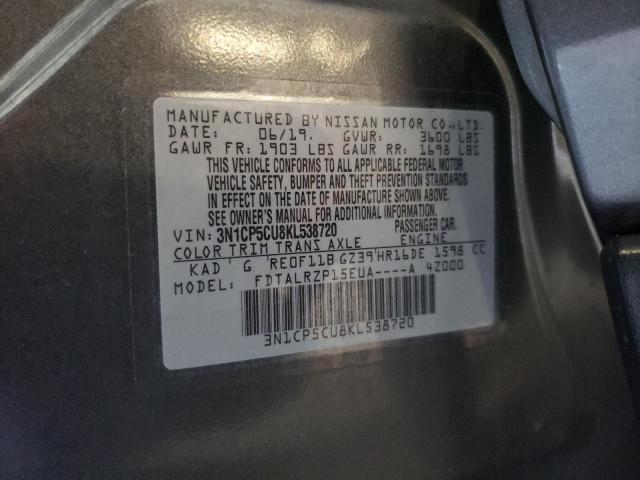 MANUFACTURED BY NISSAN MOTOR CO.,LTD.
DATE: 06/19. GVWR: 3600 LBS
GAWR FR: 1903 LBS GAWR RR: 1698 LBS
THIS VEHICLE CONFORMS TO ALL APPLICABLE FEDERAL MOTOR
VEHICLE SAFETY, BUMPER AND THEFT PREVENTION STANDARDS
IN EFFECT ON THE DATE OF MANUFACTURE SHOWN ABOVE.
SEE OWNER'S MANUAL FOR ADDITIONAL INFORMATION.
VIN: 3N1CP5CU8KL538720 PASSENGER CAR.
COLOR TRIM TRANS AXLE ENGINE
KAD G RE0F11B GZ39 HR16DE 1598 CC
MODEL: FDTALRZP15EUA----A 4Z000
3N1CP5CU8KL538720